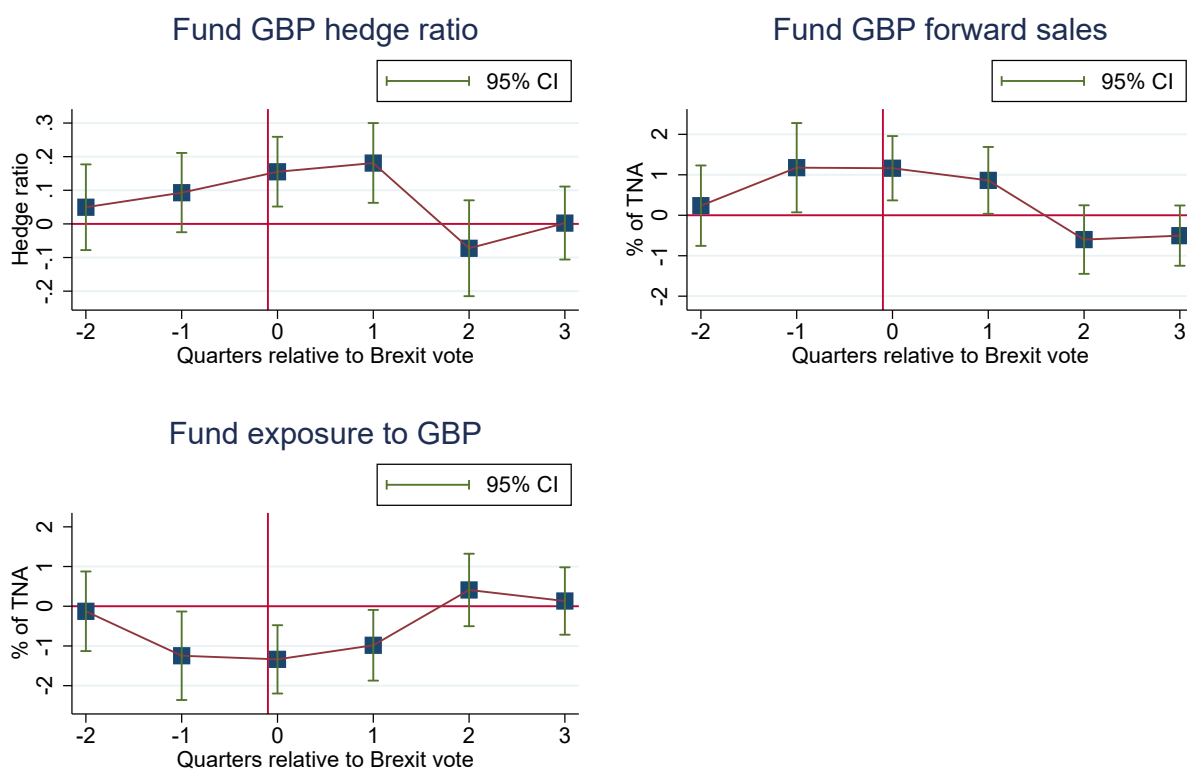 Fund GBP hedge ratio
95% CI
Hedge ratio
.3
.2
.1
0
-.1
-.2
-2 -1 0 1 2 3
Quarters relative to Brexit vote
Fund GBP forward sales
95% CI
% of TNA
2
1
0
-1
-2
-2 -1 0 1 2 3
Quarters relative to Brexit vote
Fund exposure to GBP
95% CI
% of TNA
2
1
0
-1
-2
-2 -1 0 1 2 3
Quarters relative to Brexit vote